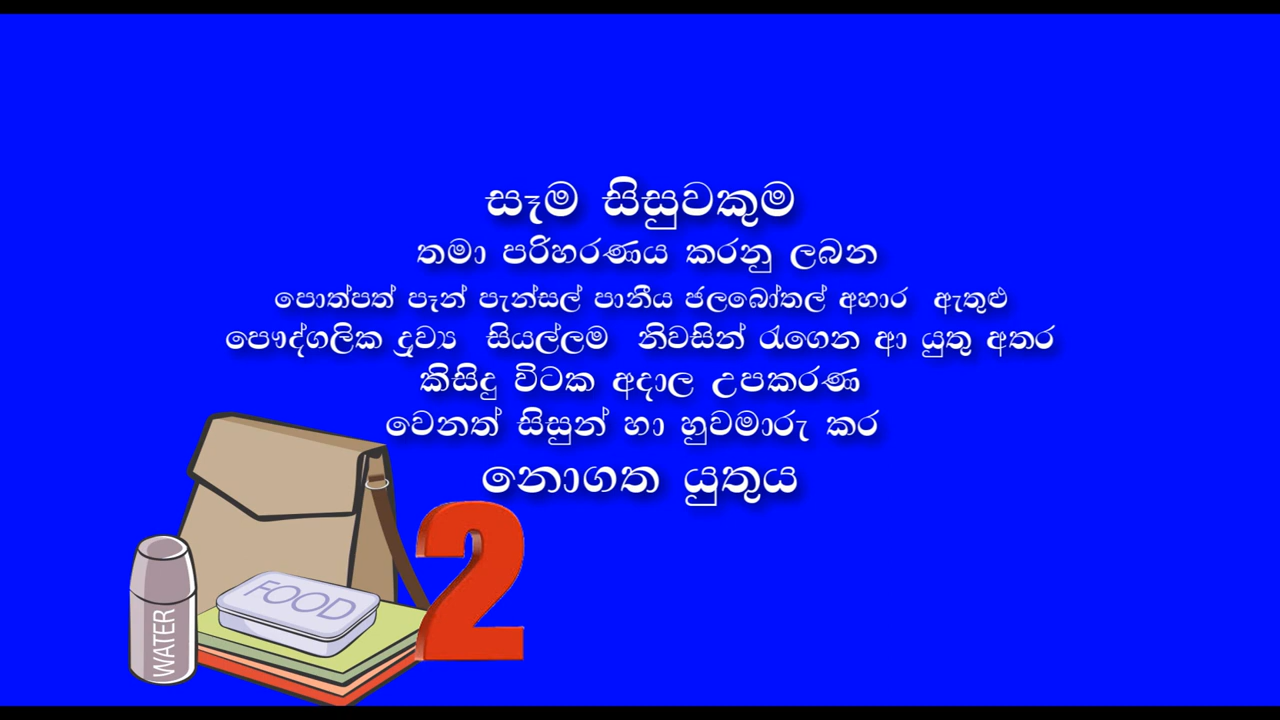 සෑම සිසුවකුම
තමා පරිහරණය කරනු ලබන
පොත්පත් පෑන් පැන්සල් පානීය ජලබෝතල් අහාර ඇතුළු
පෞද්ගලික ද්‍රව්‍ය සියල්ලම නිවසින් රැගෙන ආ යුතු අතර
කිසිදු විටක අදාල උපකරණ
වෙනත් සිසුන් හා හුවමාරු කර
නොගත යුතුය
FOOD
2
WATER